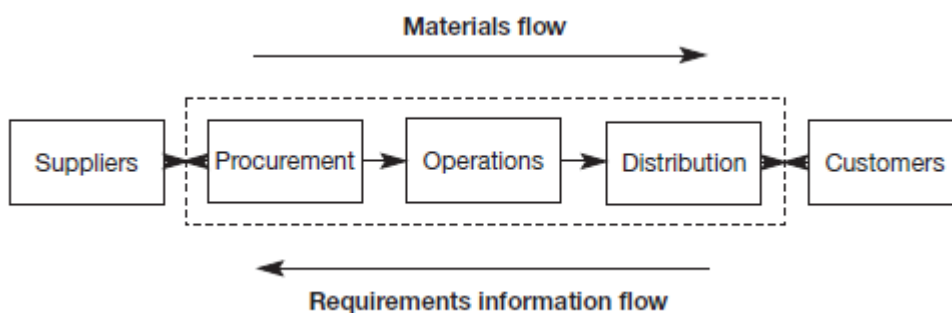 Materials flow
Suppliers
Procurement
Operations
Distribution
Customers
Requirements information flow